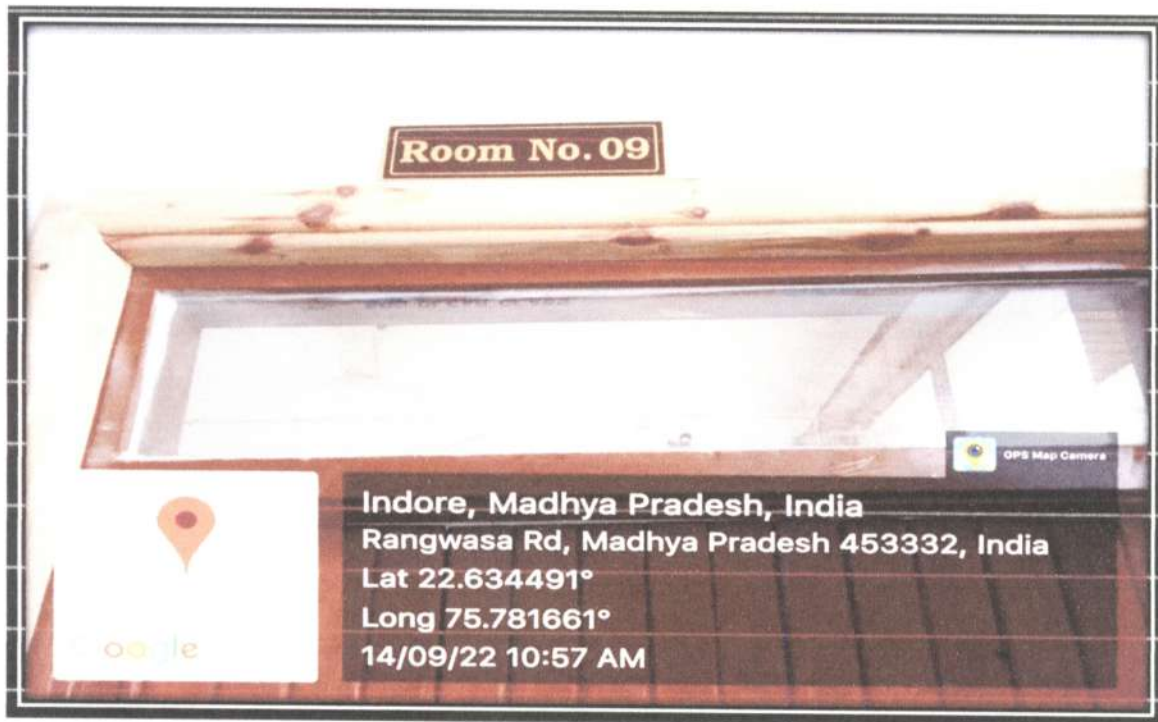 Room No. 09
GPS Map Camera
Indore, Madhya Pradesh, India
Rangwasa Rd, Madhya Pradesh 453332, India
Lat 22.634491°
Long 75.781661°
14/09/22 10:57 AM
Google